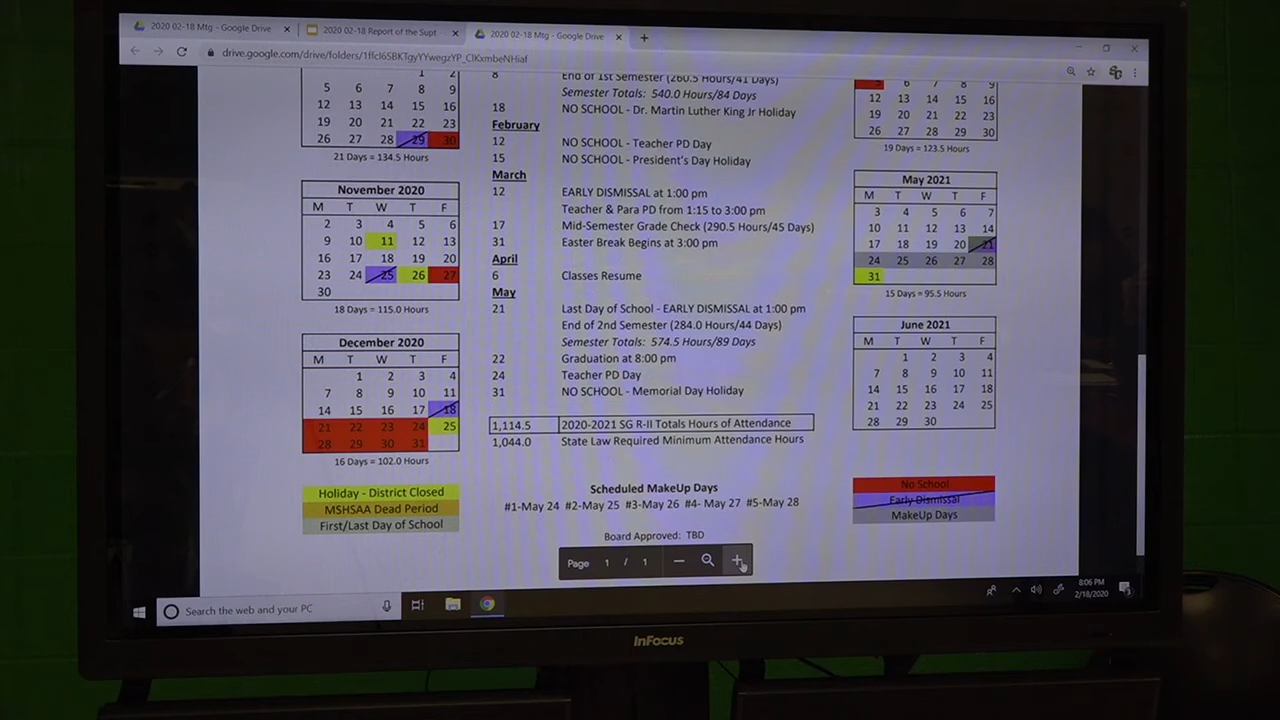 2020 02-18 Mtg - Google Drive
2020 02-18 Report of the Supt
2020 02-18 Mtg - Google Drive
1 2
5 6 7 8 9
12 13 14 15 16
19 20 21 22 23
26 27 28 29 30
21 Days = 134.5 Hours
November 2020
M T W T F
2 3 4 5 6
9 10 11 12 13
16 17 18 19 20
23 24 25 26 27
30
18 Days = 115.0 Hours
December 2020
M T W T F
1 2 3 4
7 8 9 10 11
14 15 16 17 18
21 22 23 24 25
28 29 30 31
16 Days = 102.0 Hours
Holiday - District Closed
MSHSAA Dead Period
First/Last Day of School
8 End of 1st Semester (260.5 Hours/41 Days)
Semester Totals: 540.0 Hours/84 Days
18 NO SCHOOL - Dr. Martin Luther King Jr Holiday
February
12 NO SCHOOL - Teacher PD Day
15 NO SCHOOL - President's Day Holiday
March
12 EARLY DISMISSAL at 1:00 pm
Teacher & Para PD from 1:15 to 3:00 pm
17 Mid-Semester Grade Check (290.5 Hours/45 Days)
31 Easter Break Begins at 3:00 pm
April
6 Classes Resume
May
21 Last Day of School - EARLY DISMISSAL at 1:00 pm
End of 2nd Semester (284.0 Hours/44 Days)
Semester Totals: 574.5 Hours/89 Days
22 Graduation at 8:00 pm
24 Teacher PD Day
31 NO SCHOOL - Memorial Day Holiday
1,114.5 2020-2021 SG R-II Totals Hours of Attendance
1,044.0 State Law Required Minimum Attendance Hours
Scheduled MakeUp Days
#1-May 24 #2-May 25 #3-May 26 #4- May 27 #5-May 28
Board Approved: TBD
5 6 7 8 9
12 13 14 15 16
19 20 21 22 23
26 27 28 29 30
19 Days = 123.5 Hours
May 2021
M T W T F
3 4 5 6 7
10 11 12 13 14
17 18 19 20 21
24 25 26 27 28
31
15 Days = 95.5 Hours
June 2021
M T W T F
1 2 3 4
7 8 9 10 11
14 15 16 17 18
21 22 23 24 25
28 29 30
No School
Early Dismissal
MakeUp Days
Page 1 / 1
Search the web and your PC
8:06 PM
2/18/2020
InFocus